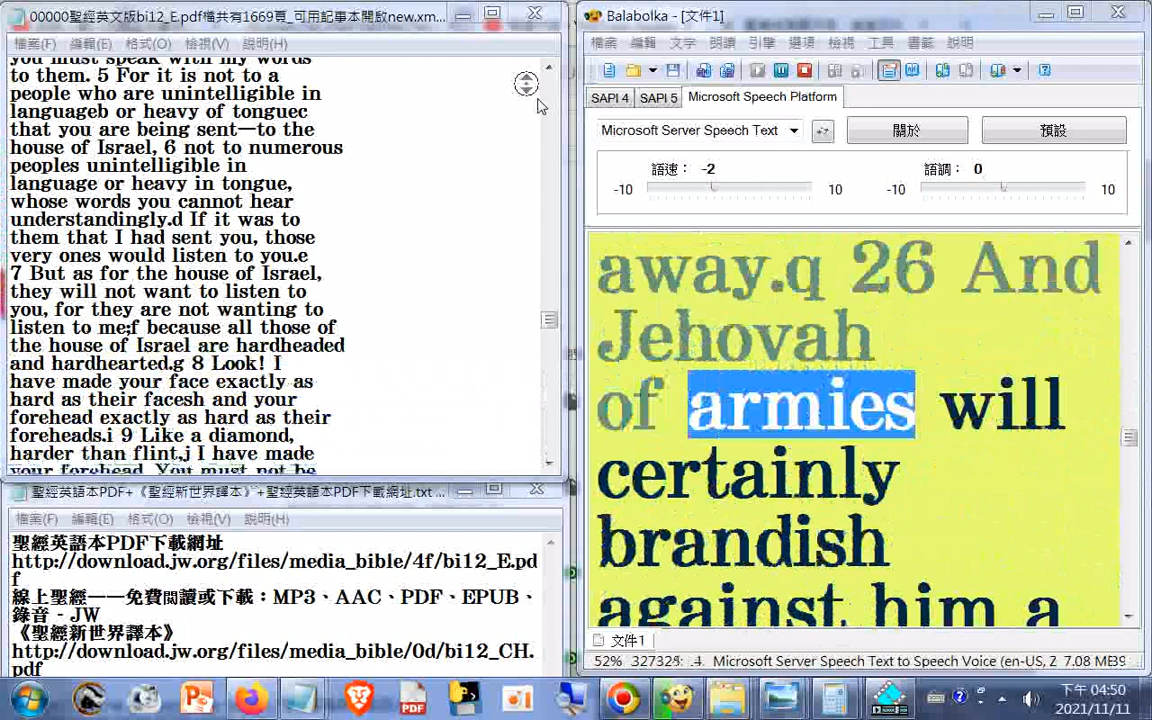 00000聖經英文版bi12_E.pdf檔共有1669頁_可用記事本開啟new.xm...
檔案(F) 編輯(E) 格式(O) 檢視(V) 說明(H)
you must speak with my words
to them. 5 For it is not to a
people who are unintelligible in
languageb or heavy of tonguec
that you are being sent—to the
house of Israel, 6 not to numerous
peoples unintelligible in
language or heavy in tongue,
whose words you cannot hear
understandingly.d If it was to
them that I had sent you, those
very ones would listen to you.e
7 But as for the house of Israel,
they will not want to listen to
you, for they are not wanting to
listen to me;f because all those of
the house of Israel are hardheaded
and hardhearted.g 8 Look! I
have made your face exactly as
hard as their facesh and your
forehead exactly as hard as their
foreheads.i 9 Like a diamond,
harder than flint,j I have made
your forehead. You must not be
聖經英語本PDF+《聖經新世界譯本》+聖經英語本PDF下載網址.txt ...
檔案(F) 編輯(E) 格式(O) 檢視(V) 說明(H)
聖經英語本PDF下載網址
http://download.jw.org/files/media_bible/4f/bi12_E.pd
f
線上聖經——免費閱讀或下載：MP3、AAC、PDF、EPUB、
錄音 - JW
《聖經新世界譯本》
http://download.jw.org/files/media_bible/0d/bi12_CH.
pdf
Balabolka - [文件1]
檔案 編輯 文字 朗讀 引擎 選項 檢視 工具 書籤 說明
SAPI 4 SAPI 5 Microsoft Speech Platform
Microsoft Server Speech Text 關於 預設
語速： -2 語調： 0
-10 10 -10 10
away.q 26 And
Jehovah
of armies will
certainly
brandish
against him a
文件1
52% Microsoft Server Speech Text to Speech Voice (en-US, Z 7.08 MB
PDF
下午 04:50
2021/11/11